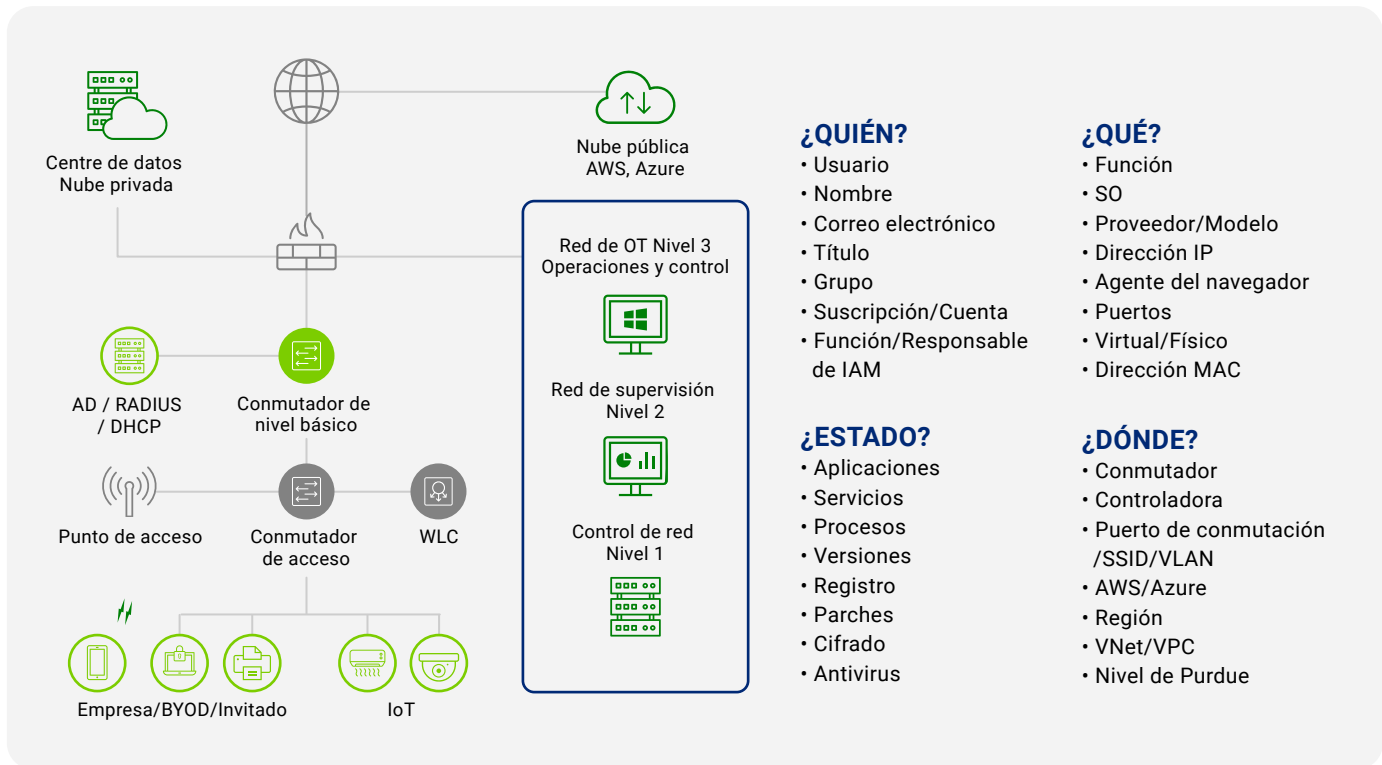 Centre de datos
Nube privada
Nube pública
AWS, Azure
Red de OT Nivel 3
Operaciones y control
Red de supervisión
Nivel 2
Control de red
Nivel 1
AD / RADIUS
/ DHCP
Conmutador de
nivel básico
Punto de acceso
Conmutador
de acceso
WLC
Empresa/BYOD/Invitado
IoT
¿QUIÉN?
• Usuario
• Nombre
• Correo electrónico
• Título
• Grupo
• Suscripción/Cuenta
• Función/Responsable
de IAM
¿QUÉ?
• Función
• SO
• Proveedor/Modelo
• Dirección IP
• Agente del navegador
• Puertos
• Virtual/Físico
• Dirección MAC
¿ESTADO?
• Aplicaciones
• Servicios
• Procesos
• Versiones
• Registro
• Parches
• Cifrado
• Antivirus
¿DÓNDE?
• Conmutador
• Controladora
• Puerto de conmutación
/SSID/VLAN
• AWS/Azure
• Región
• VNet/VPC
• Nivel de Purdue